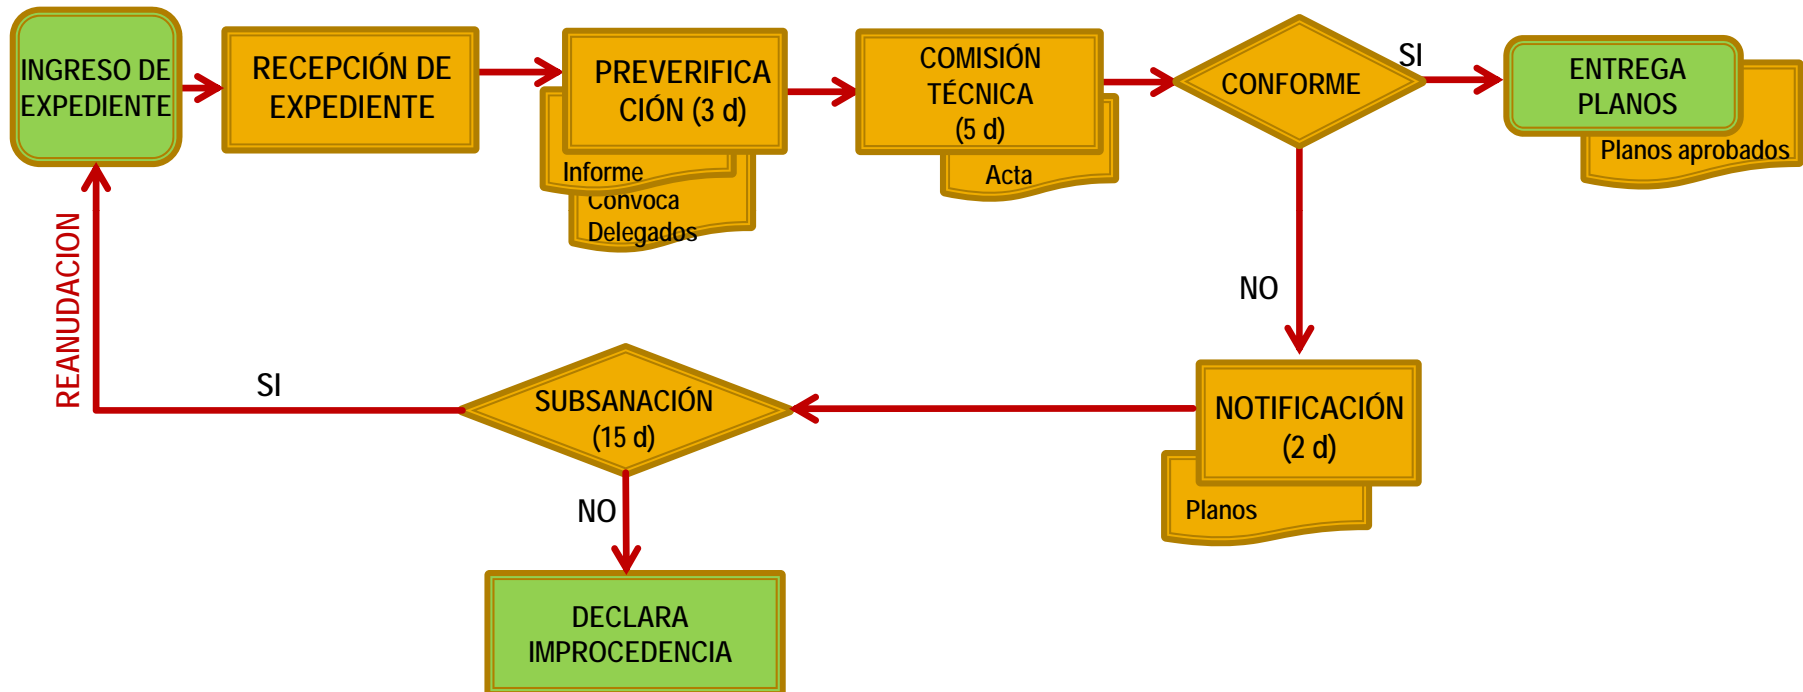 INGRESO DE
EXPEDIENTE
RECEPCIÓN DE
EXPEDIENTE
PREVERIFICA
CIÓN (3 d)
Informe
Convoca
Delegados
COMISIÓN
TÉCNICA
(5 d)
Acta
CONFORME
SI
ENTREGA
PLANOS
Planos aprobados
NO
NOTIFICACIÓN
(2 d)
Planos
SUBSANACIÓN
(15 d)
SI
REANUDACION
NO
DECLARA
IMPROCEDENCIA